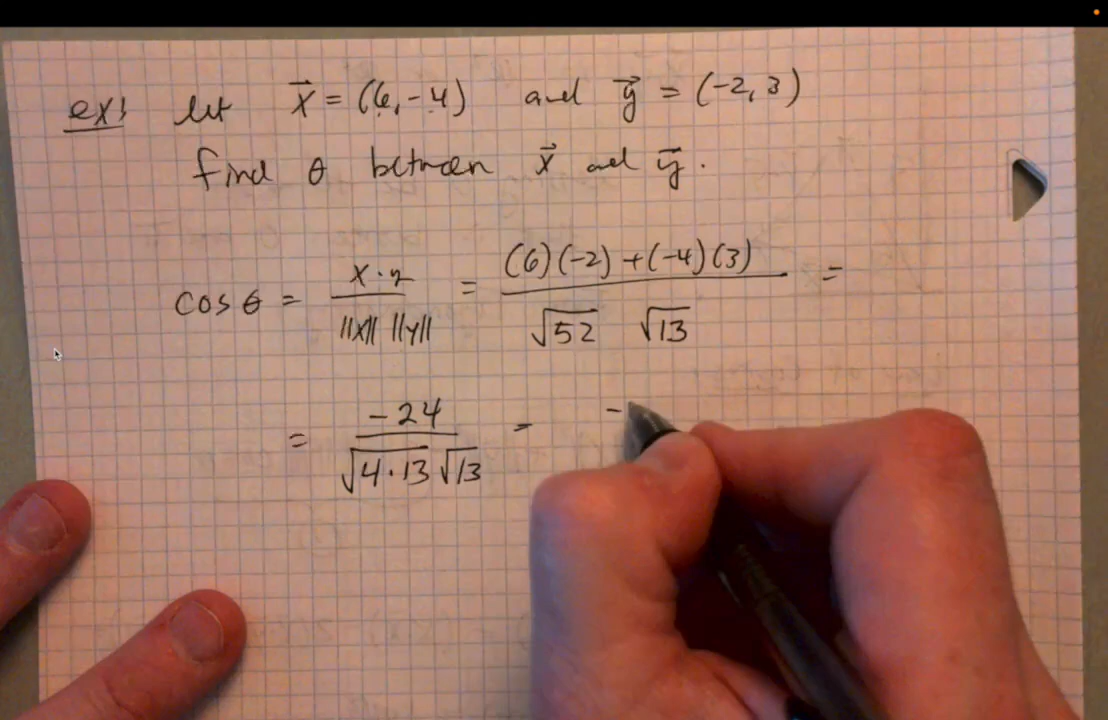 ex! let x⃗ = (6, -4) and y⃗ = (-2, 3)
find θ between x⃗ and y⃗.
cos θ = x·y / ||x|| ||y|| = (6)(-2) + (-4)(3) / √52 √13 =
= -24 / √4·13 √13 = -